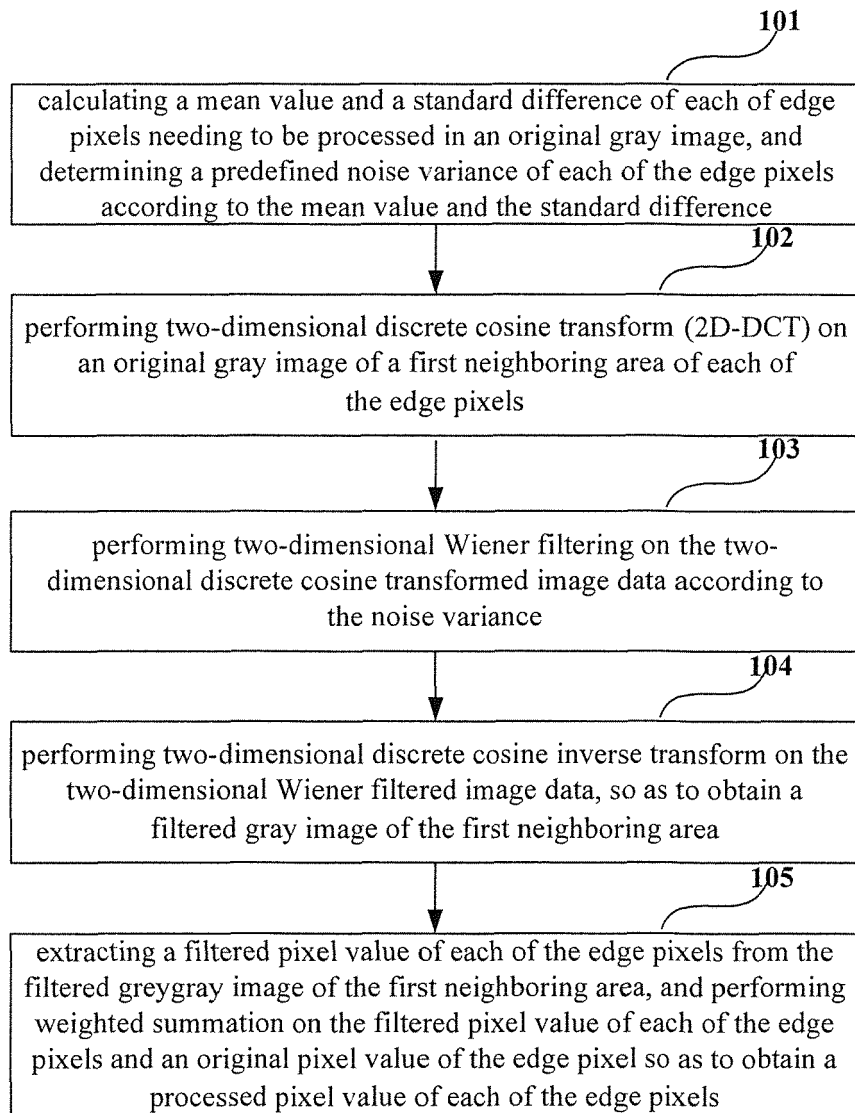 101
calculating a mean value and a standard difference of each of edge
pixels needing to be processed in an original gray image, and
determining a predefined noise variance of each of the edge pixels
according to the mean value and the standard difference
102
performing two-dimensional discrete cosine transform (2D-DCT) on
an original gray image of a first neighboring area of each of
the edge pixels
103
performing two-dimensional Wiener filtering on the two-
dimensional discrete cosine transformed image data according to
the noise variance
104
performing two-dimensional discrete cosine inverse transform on the
two-dimensional Wiener filtered image data, so as to obtain a
filtered gray image of the first neighboring area
105
extracting a filtered pixel value of each of the edge pixels from the
filtered greygray image of the first neighboring area, and performing
weighted summation on the filtered pixel value of each of the edge
pixels and an original pixel value of the edge pixel so as to obtain a
processed pixel value of each of the edge pixels